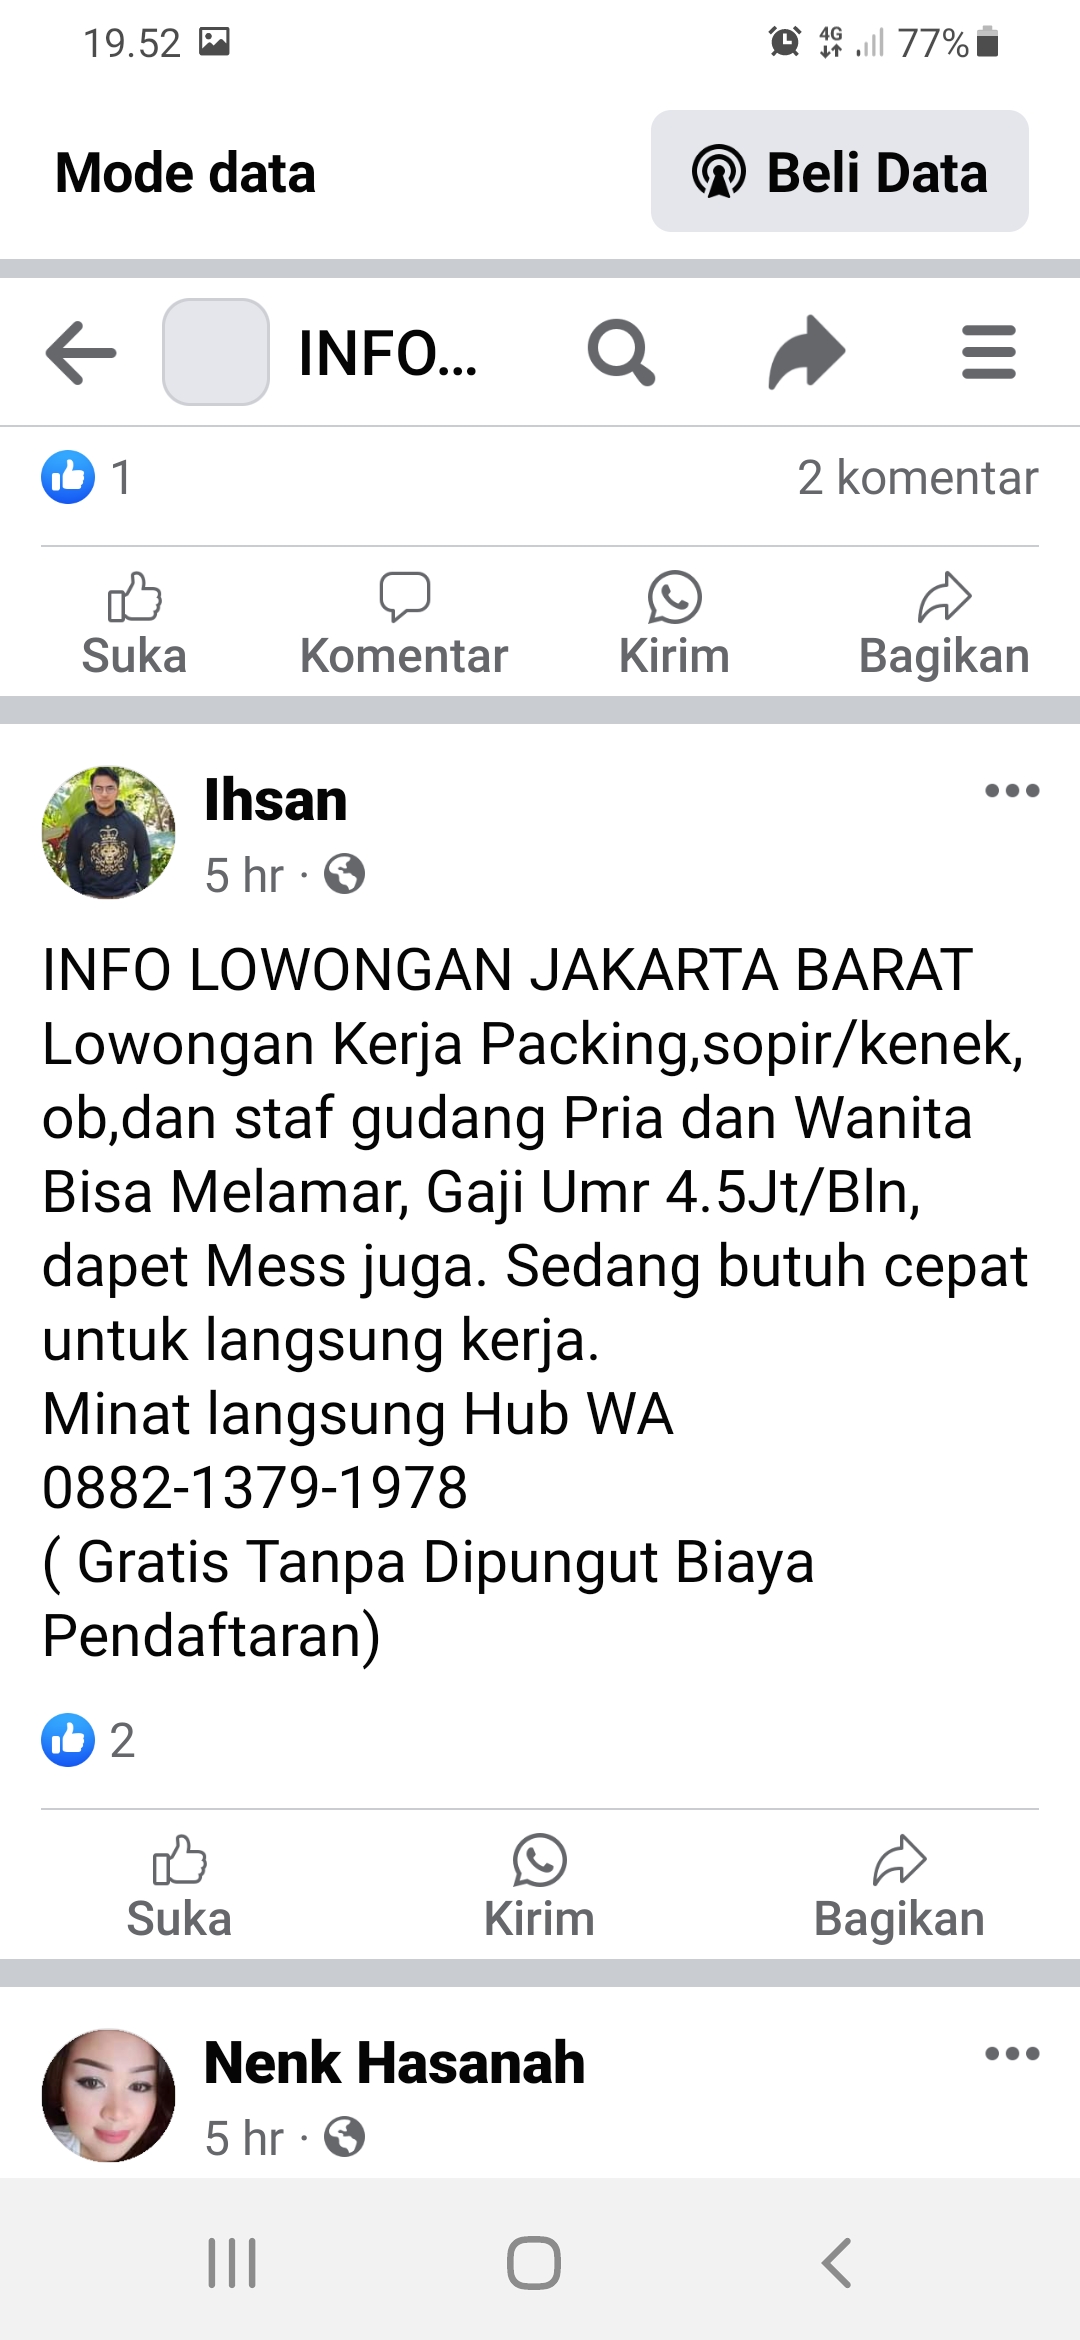 19.52
4G 77%
Mode data
Beli Data
INFO...
1
2 komentar
Suka
Komentar
Kirim
Bagikan
Ihsan
5 hr ·
INFO LOWONGAN JAKARTA BARAT
Lowongan Kerja Packing,sopir/kenek,
ob,dan staf gudang Pria dan Wanita
Bisa Melamar, Gaji Umr 4.5Jt/Bln,
dapet Mess juga. Sedang butuh cepat
untuk langsung kerja.
Minat langsung Hub WA
0882-1379-1978
( Gratis Tanpa Dipungut Biaya
Pendaftaran)
2
Suka
Kirim
Bagikan
Nenk Hasanah
5 hr ·